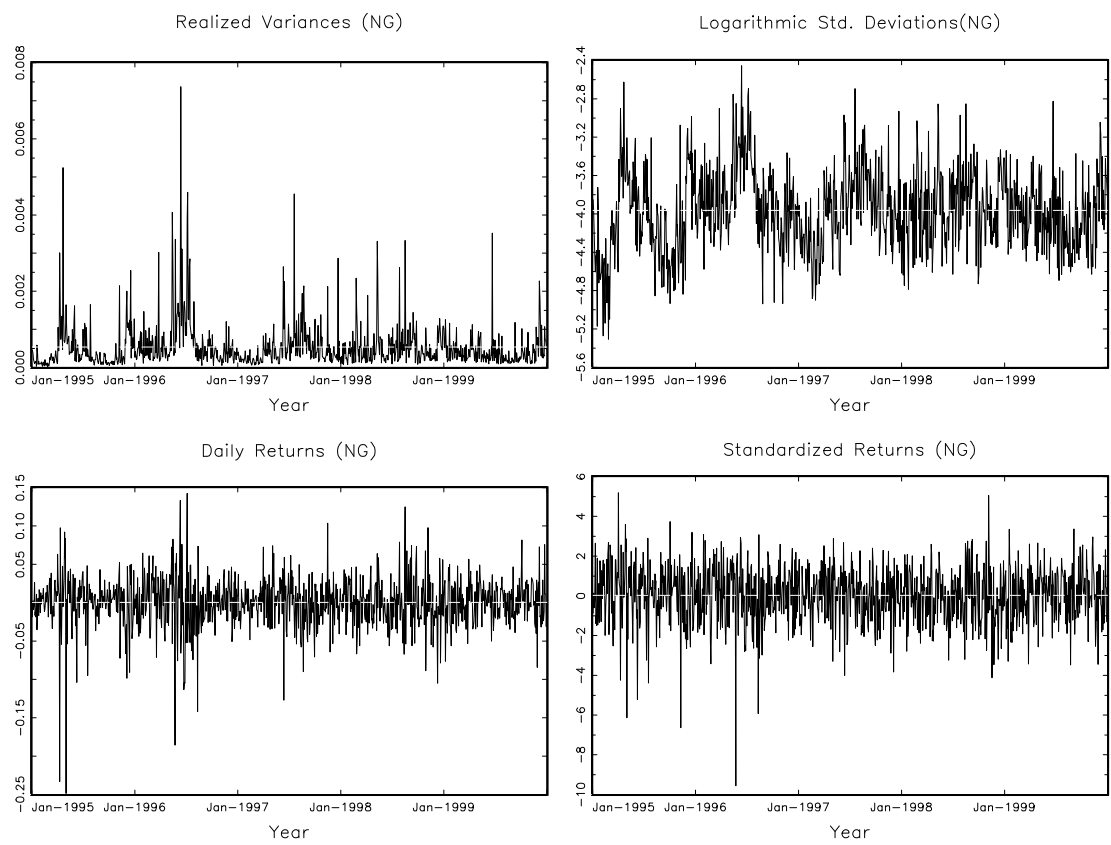 Realized Variances (NG)
0.008
0.006
0.004
0.002
0.000
Jan-1995 Jan-1996 Jan-1997 Jan-1998 Jan-1999
Year
Logarithmic Std. Deviations(NG)
-2.4
-2.8
-3.2
-3.6
-4.0
-4.4
-4.8
-5.2
-5.6
Jan-1995 Jan-1996 Jan-1997 Jan-1998 Jan-1999
Year
Daily Returns (NG)
0.15
0.10
0.05
-0.05
-0.15
-0.25
Jan-1995 Jan-1996 Jan-1997 Jan-1998 Jan-1999
Year
Standardized Returns (NG)
6
4
2
0
-2
-4
-6
-8
-10
Jan-1995 Jan-1996 Jan-1997 Jan-1998 Jan-1999
Year